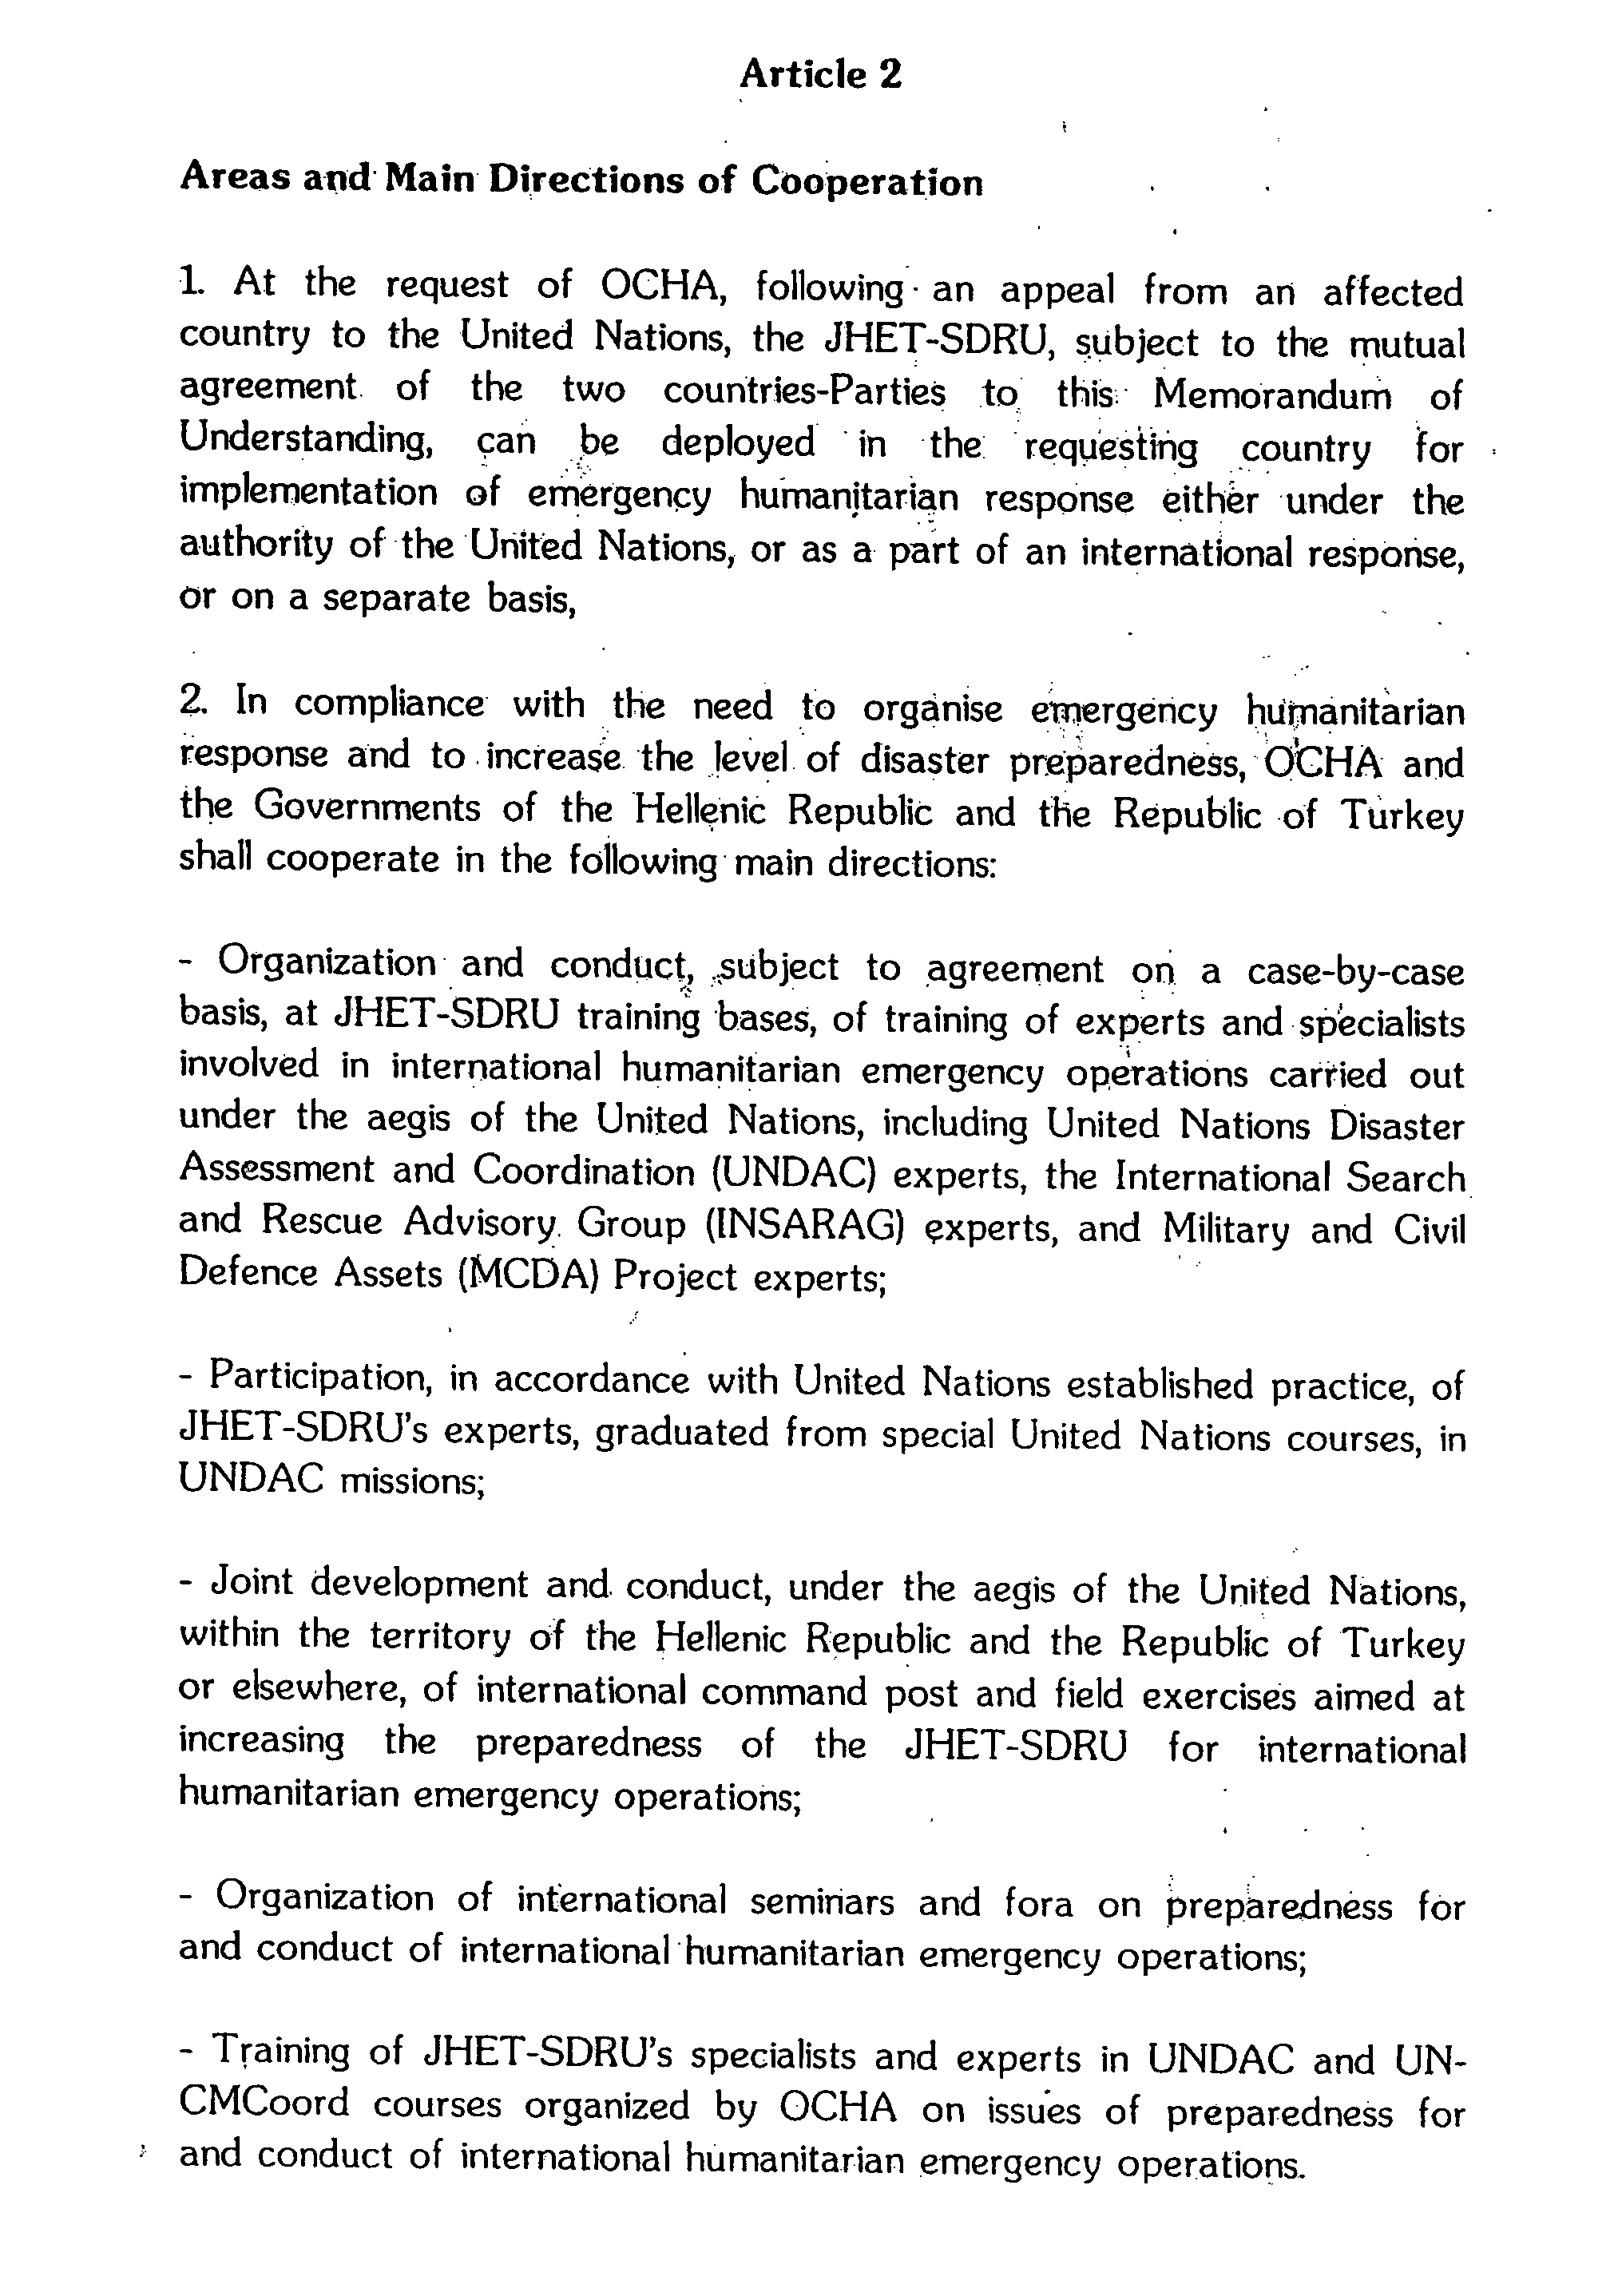 Article 2
Areas and Main Directions of Cooperation
1. At the request of OCHA, following an appeal from an affected
country to the United Nations, the JHET-SDRU, subject to the mutual
agreement of the two countries-Parties to this Memorandum of
Understanding, can be deployed in the requesting country for
implementation of emergency humanitarian response either under the
authority of the United Nations, or as a part of an international response,
or on a separate basis,
2. In compliance with the need to organise emergency humanitarian
response and to increase the level of disaster preparedness, OCHA and
the Governments of the Hellenic Republic and the Republic of Turkey
shall cooperate in the following main directions:
- Organization and conduct, subject to agreement on a case-by-case
basis, at JHET-SDRU training bases, of training of experts and specialists
involved in international humanitarian emergency operations carried out
under the aegis of the United Nations, including United Nations Disaster
Assessment and Coordination (UNDAC) experts, the International Search
and Rescue Advisory Group (INSARAG) experts, and Military and Civil
Defence Assets (MCDA) Project experts;
- Participation, in accordance with United Nations established practice, of
JHET-SDRU's experts, graduated from special United Nations courses, in
UNDAC missions;
- Joint development and conduct, under the aegis of the United Nations,
within the territory of the Hellenic Republic and the Republic of Turkey
or elsewhere, of international command post and field exercises aimed at
increasing the preparedness of the JHET-SDRU for international
humanitarian emergency operations;
- Organization of international seminars and fora on preparedness for
and conduct of international humanitarian emergency operations;
- Training of JHET-SDRU's specialists and experts in UNDAC and UN-
CMCoord courses organized by OCHA on issues of preparedness for
and conduct of international humanitarian emergency operations.